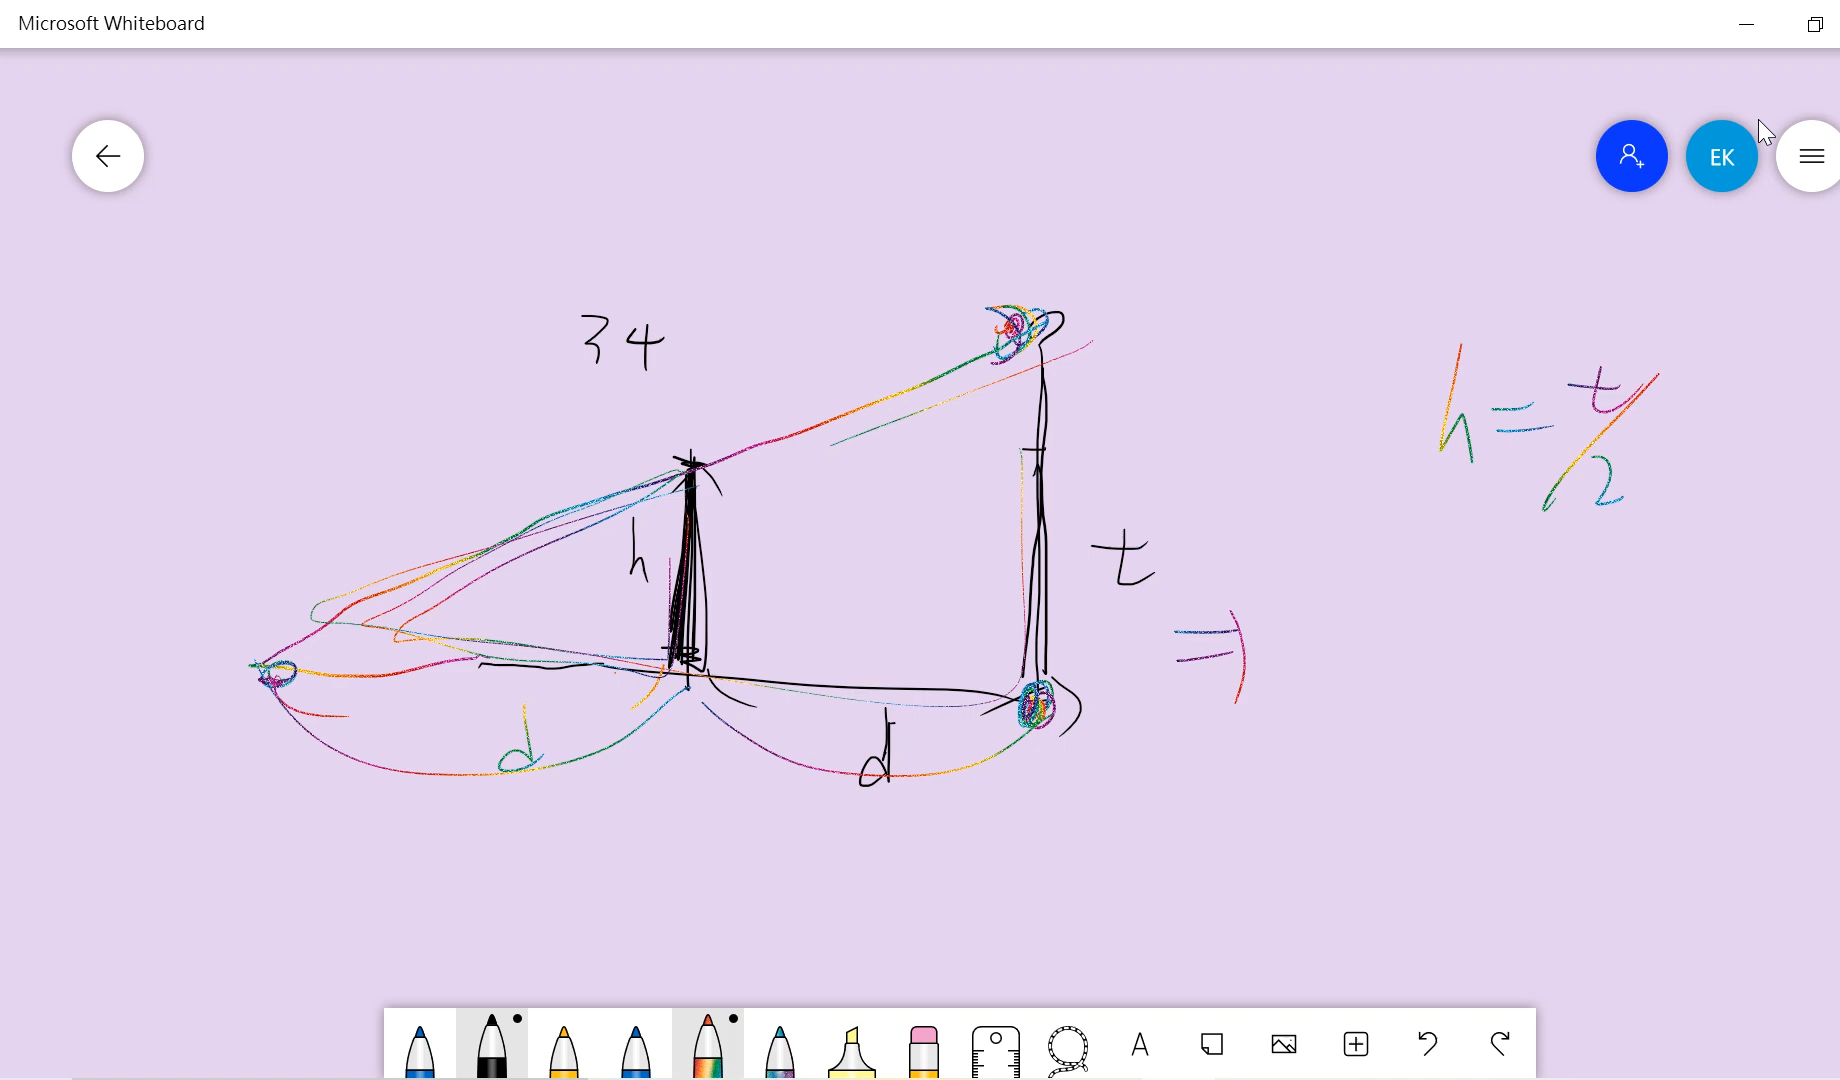 Microsoft Whiteboard
EK
34
h = t/2
h
t
=)
d
d
A